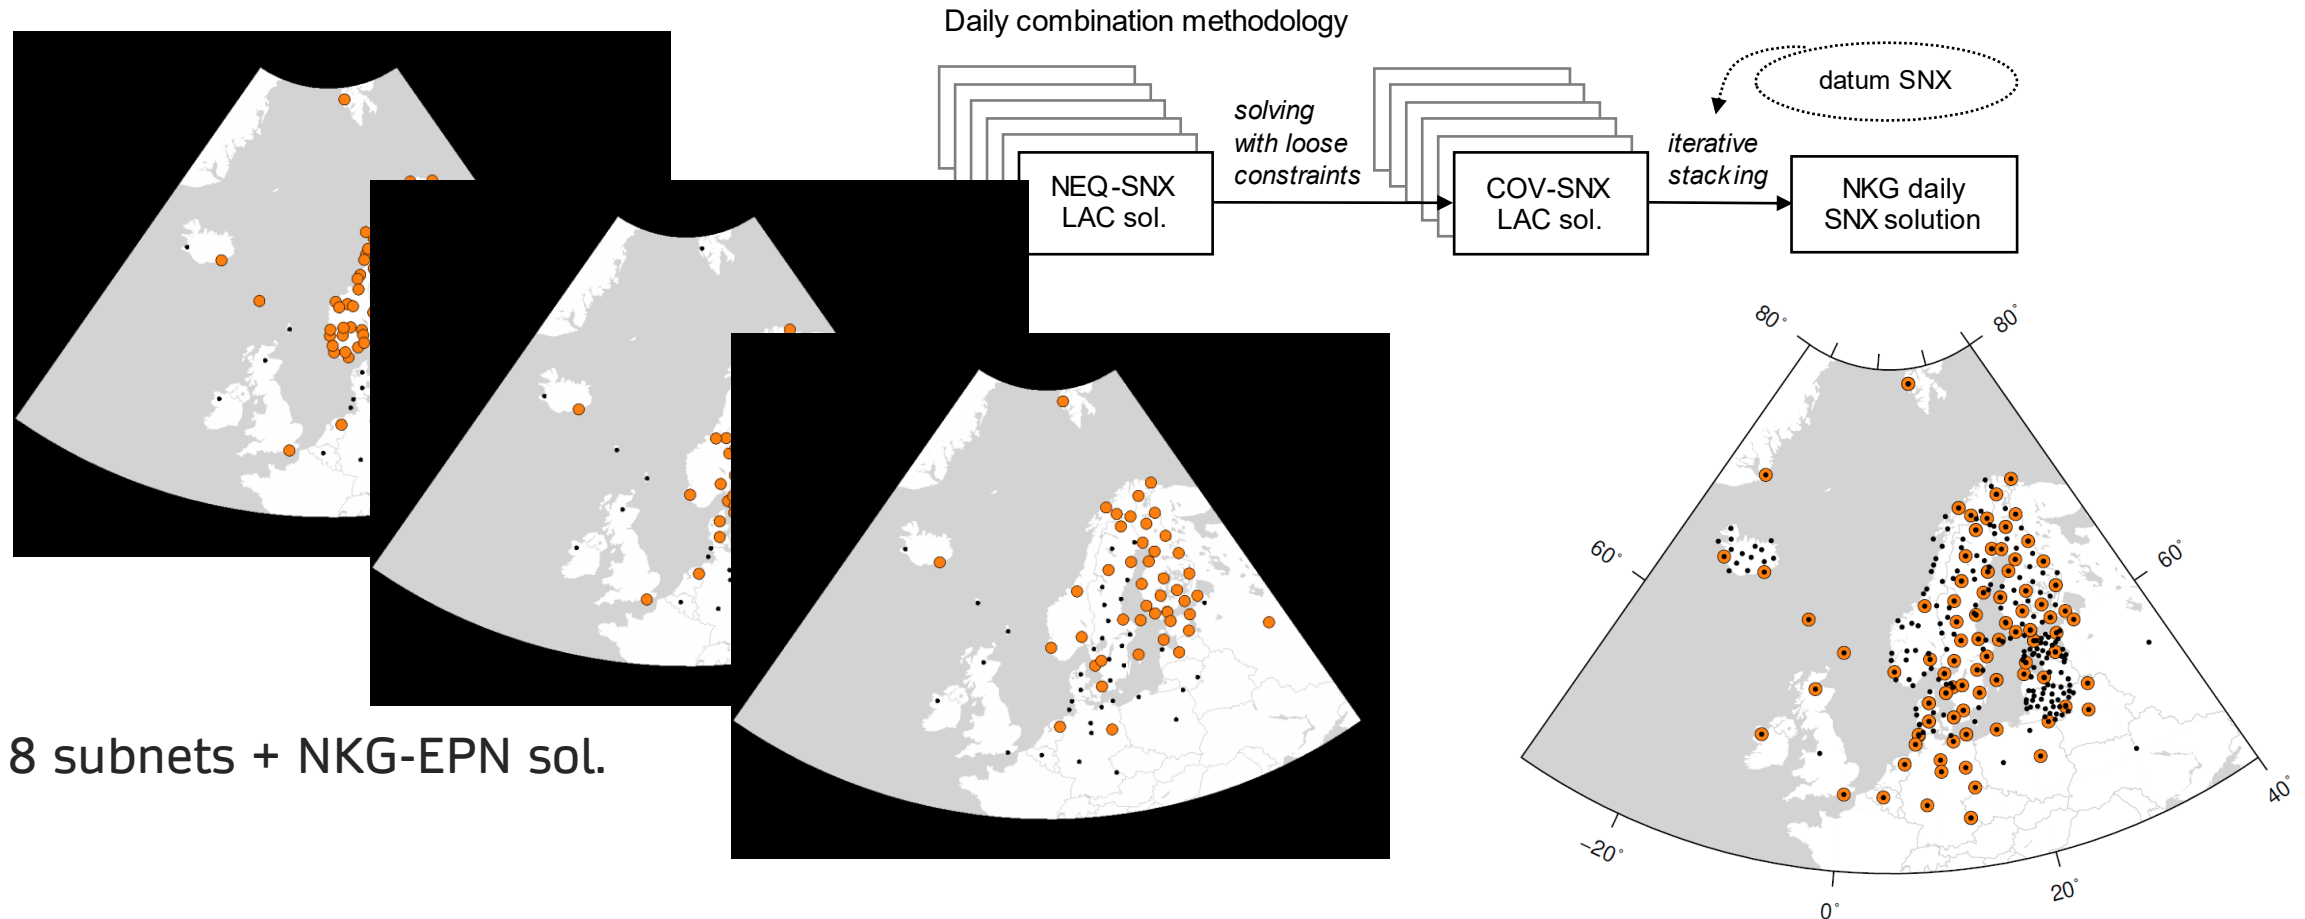 Daily combination methodology
solving
with loose
constraints
NEQ-SNX
LAC sol.
COV-SNX
LAC sol.
iterative
stacking
datum SNX
NKG daily
SNX solution
8 subnets + NKG-EPN sol.
80°
80°
60°
60°
40°
-20°
0°
20°